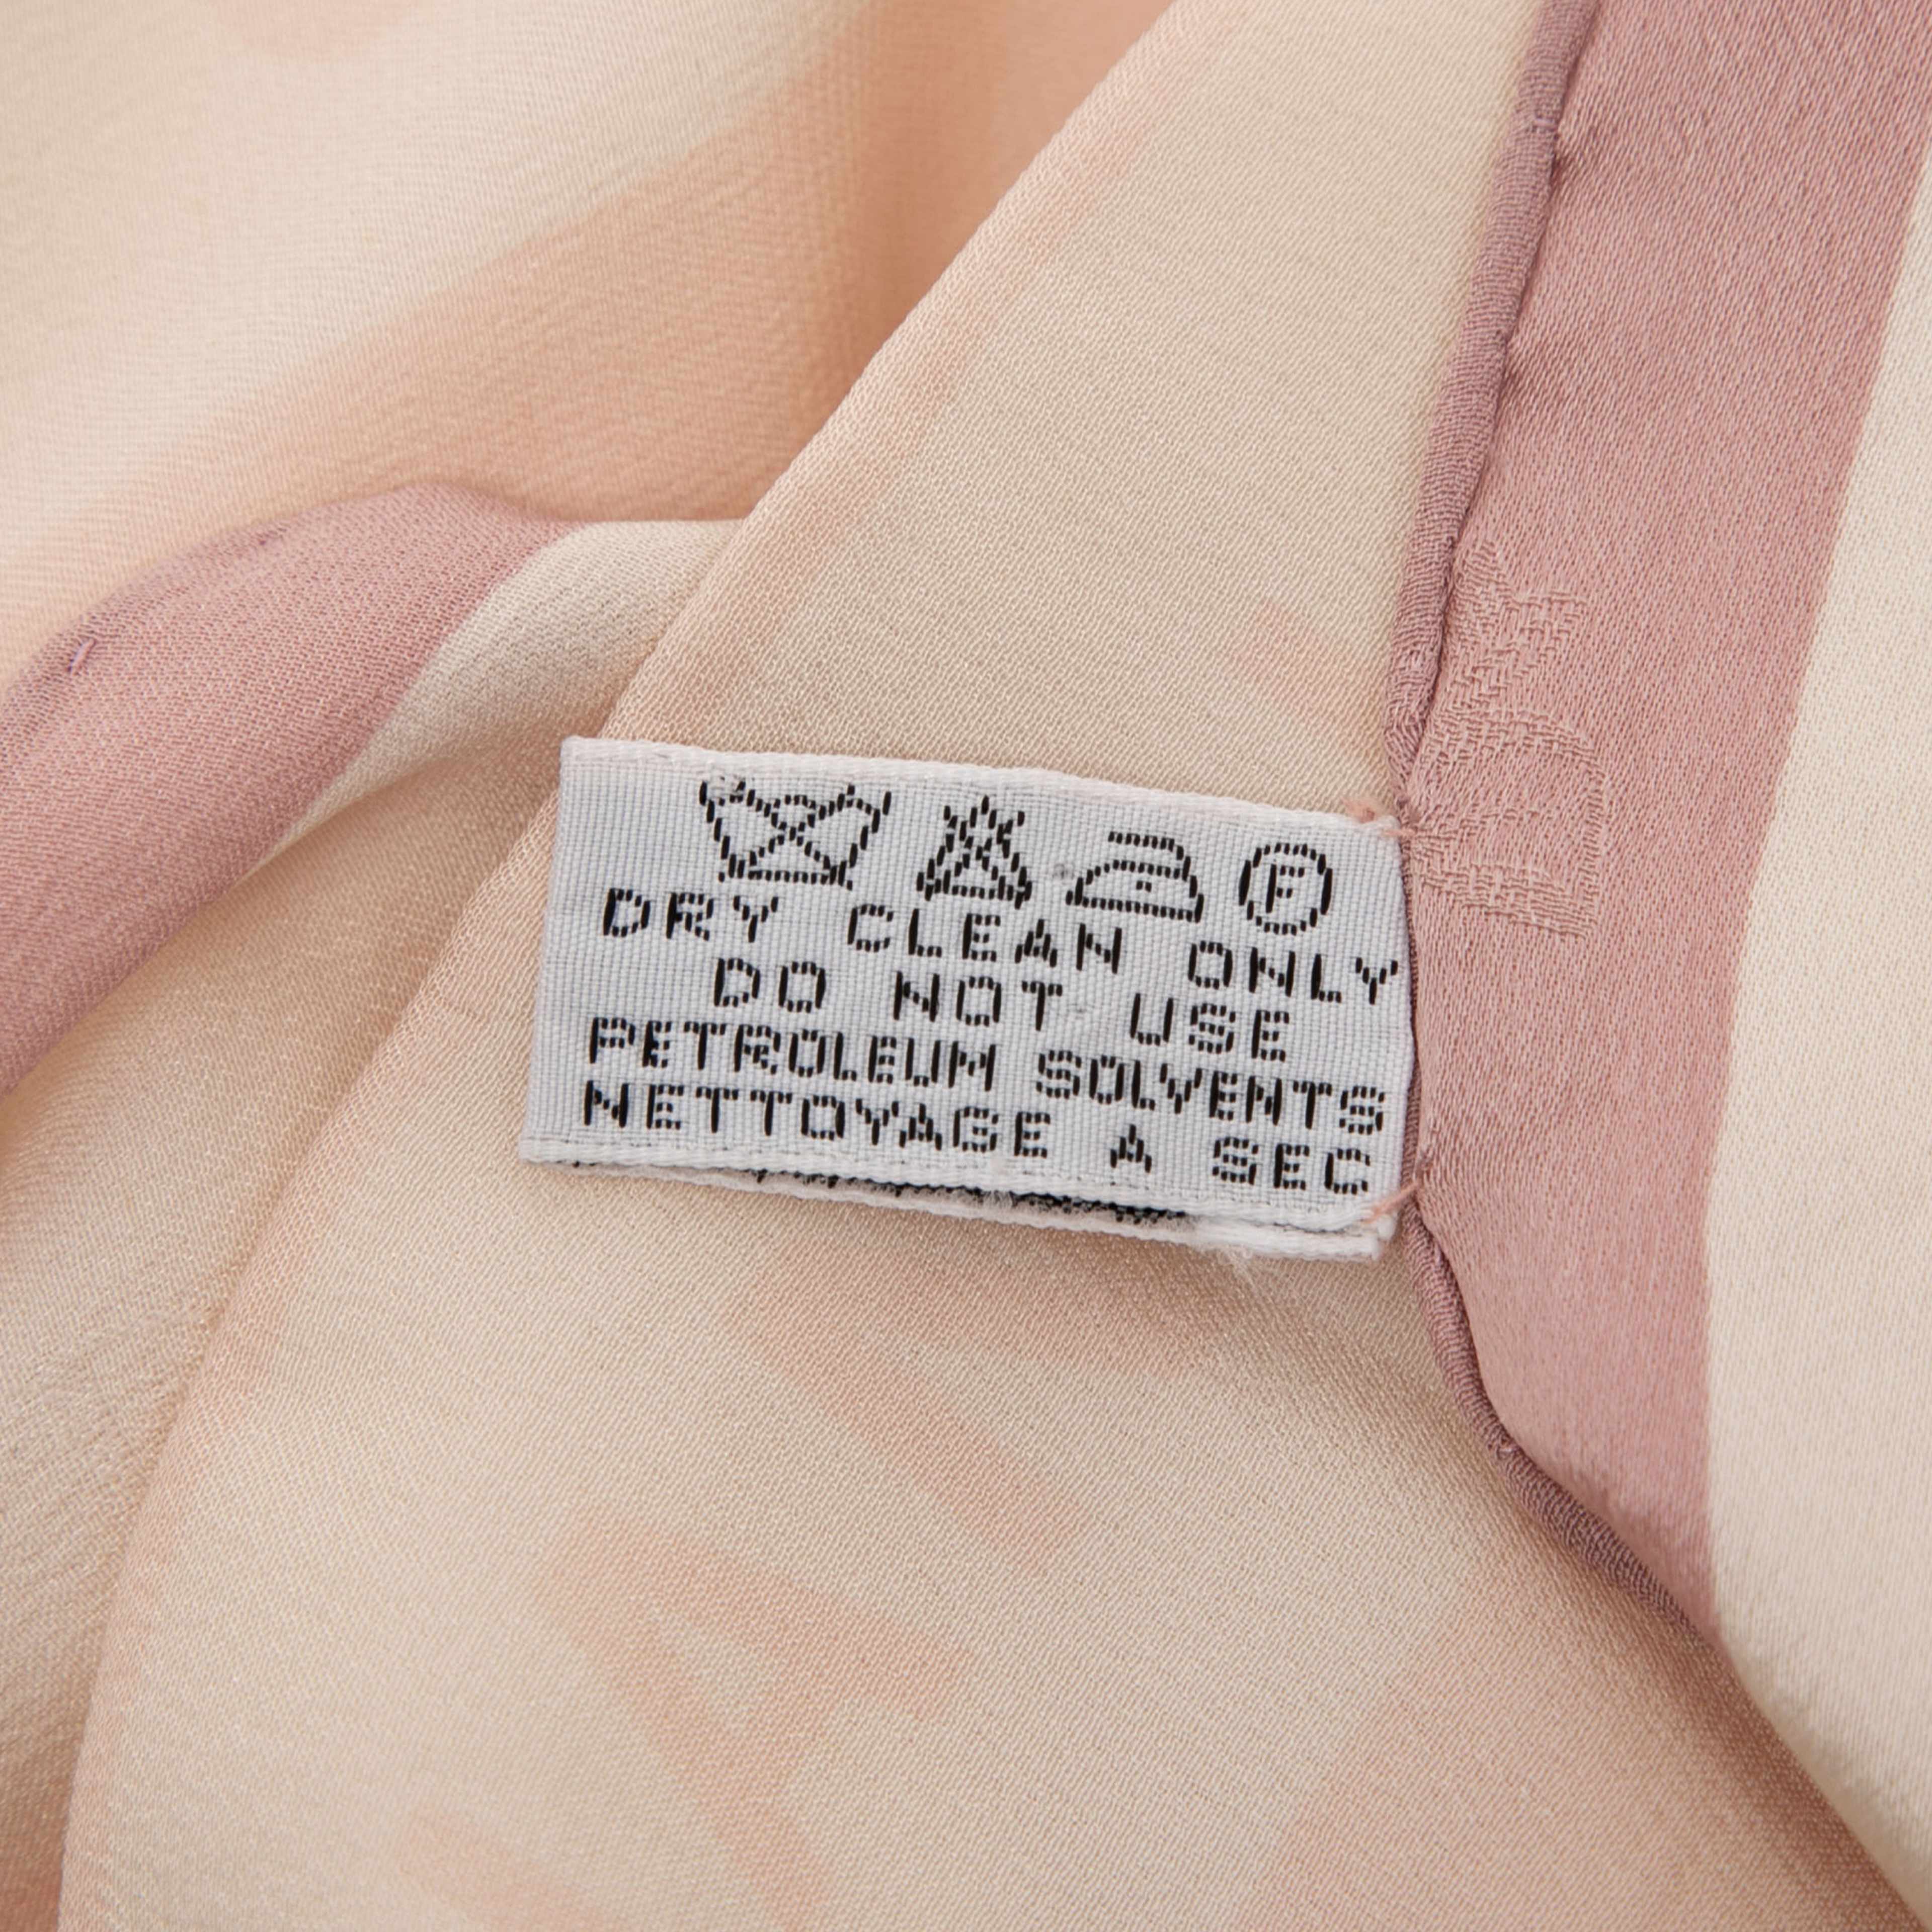 F
DRY CLEAN ONLY
DO NOT USE
PETROLEUM SOLVENTS
NETTOYAGE A SEC